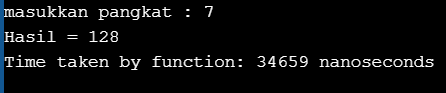 masukkan pangkat : 7
Hasil = 128
Time taken by function: 34659 nanoseconds